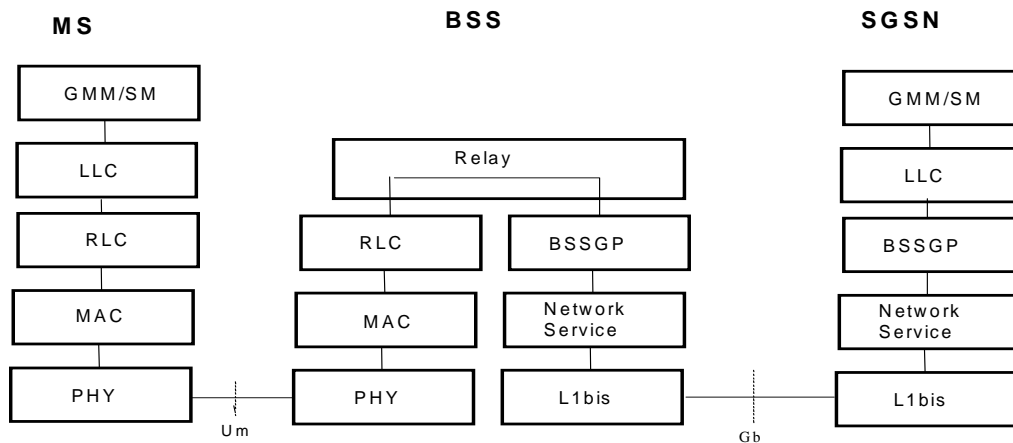 MS
BSS
SGSN
GMM/SM
LLC
RLC
MAC
PHY
Relay
RLC
MAC
PHY
BSSGP
Network
Service
L1bis
GMM/SM
LLC
BSSGP
Network
Service
L1bis
Um
Gb